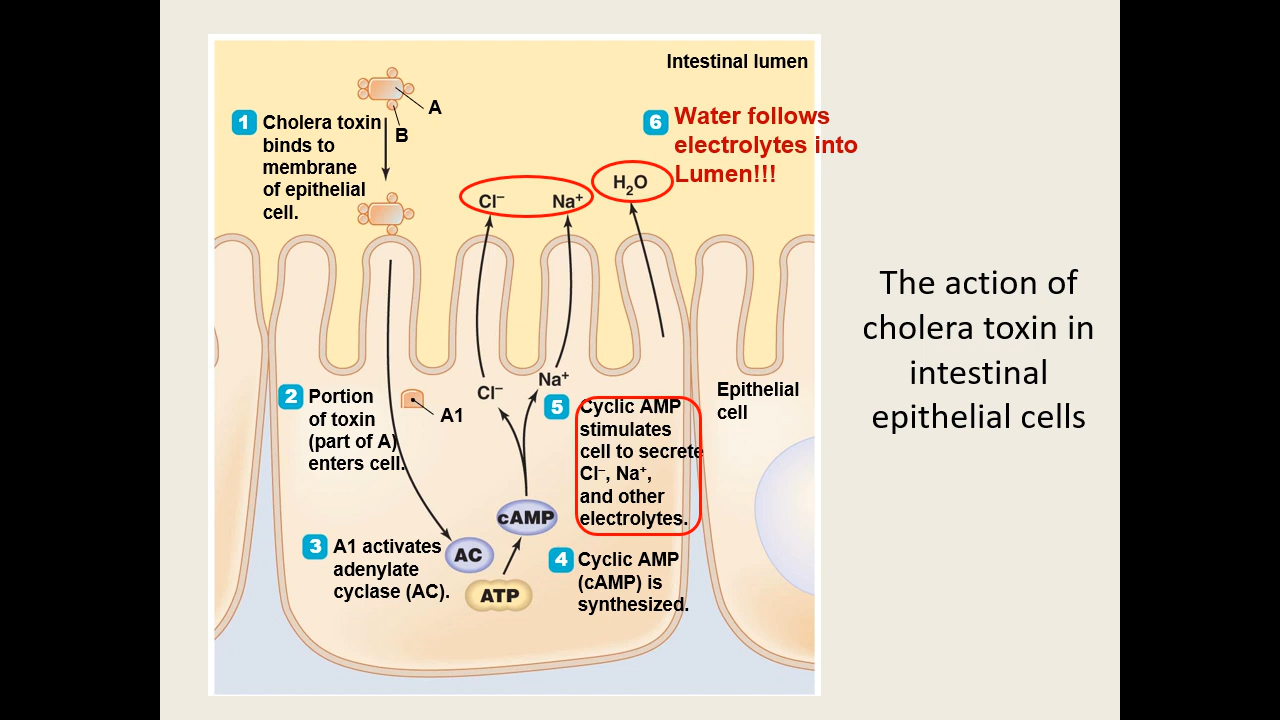 Intestinal lumen
A
B
1 Cholera toxin
binds to
membrane
of epithelial
cell.
6 Water follows
electrolytes into
Lumen!!!
Cl⁻
Na⁺
H₂O
The action of
cholera toxin in
intestinal
epithelial cells
2 Portion
of toxin
(part of A)
enters cell.
A1
Cl⁻
Na⁺
5 Cyclic AMP
stimulates
cell to secrete
Cl⁻, Na⁺,
and other
electrolytes.
Epithelial
cell
3 A1 activates
adenylate
cyclase (AC).
AC
cAMP
ATP
4 Cyclic AMP
(cAMP) is
synthesized.